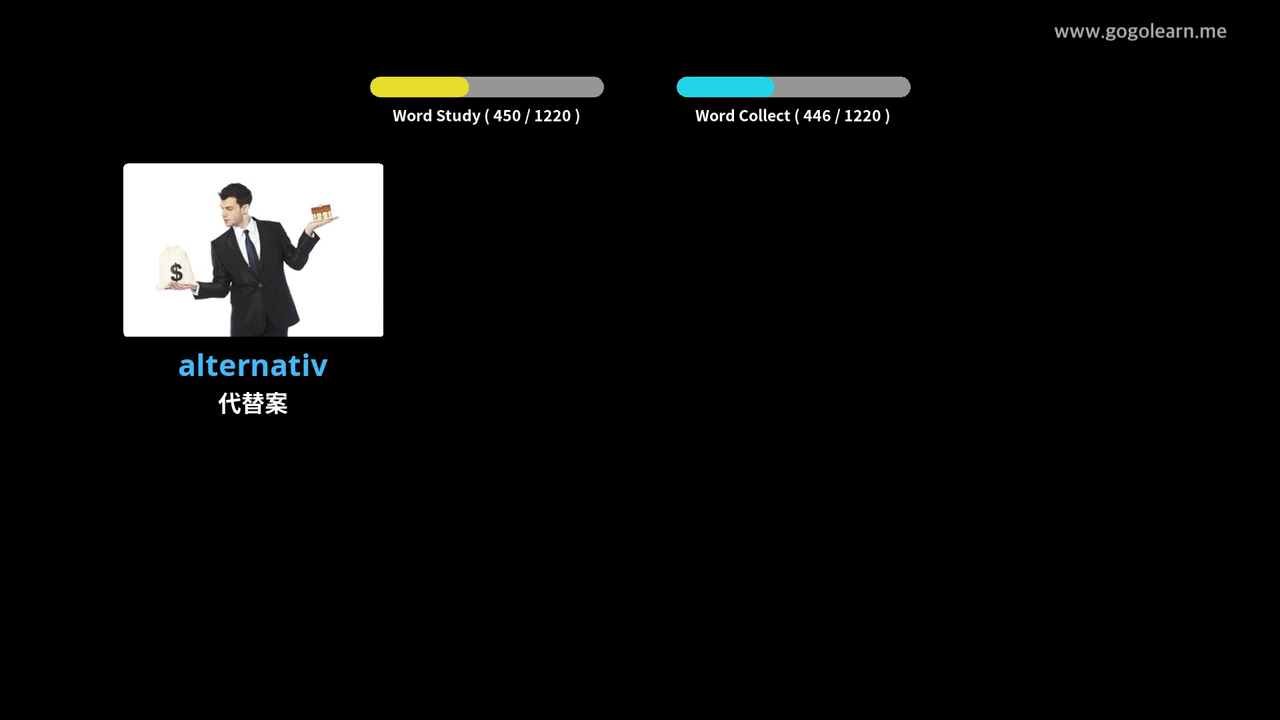 www.gogolearn.me
Word Study ( 450 / 1220 )
Word Collect ( 446 / 1220 )
$
alternativ
代替案